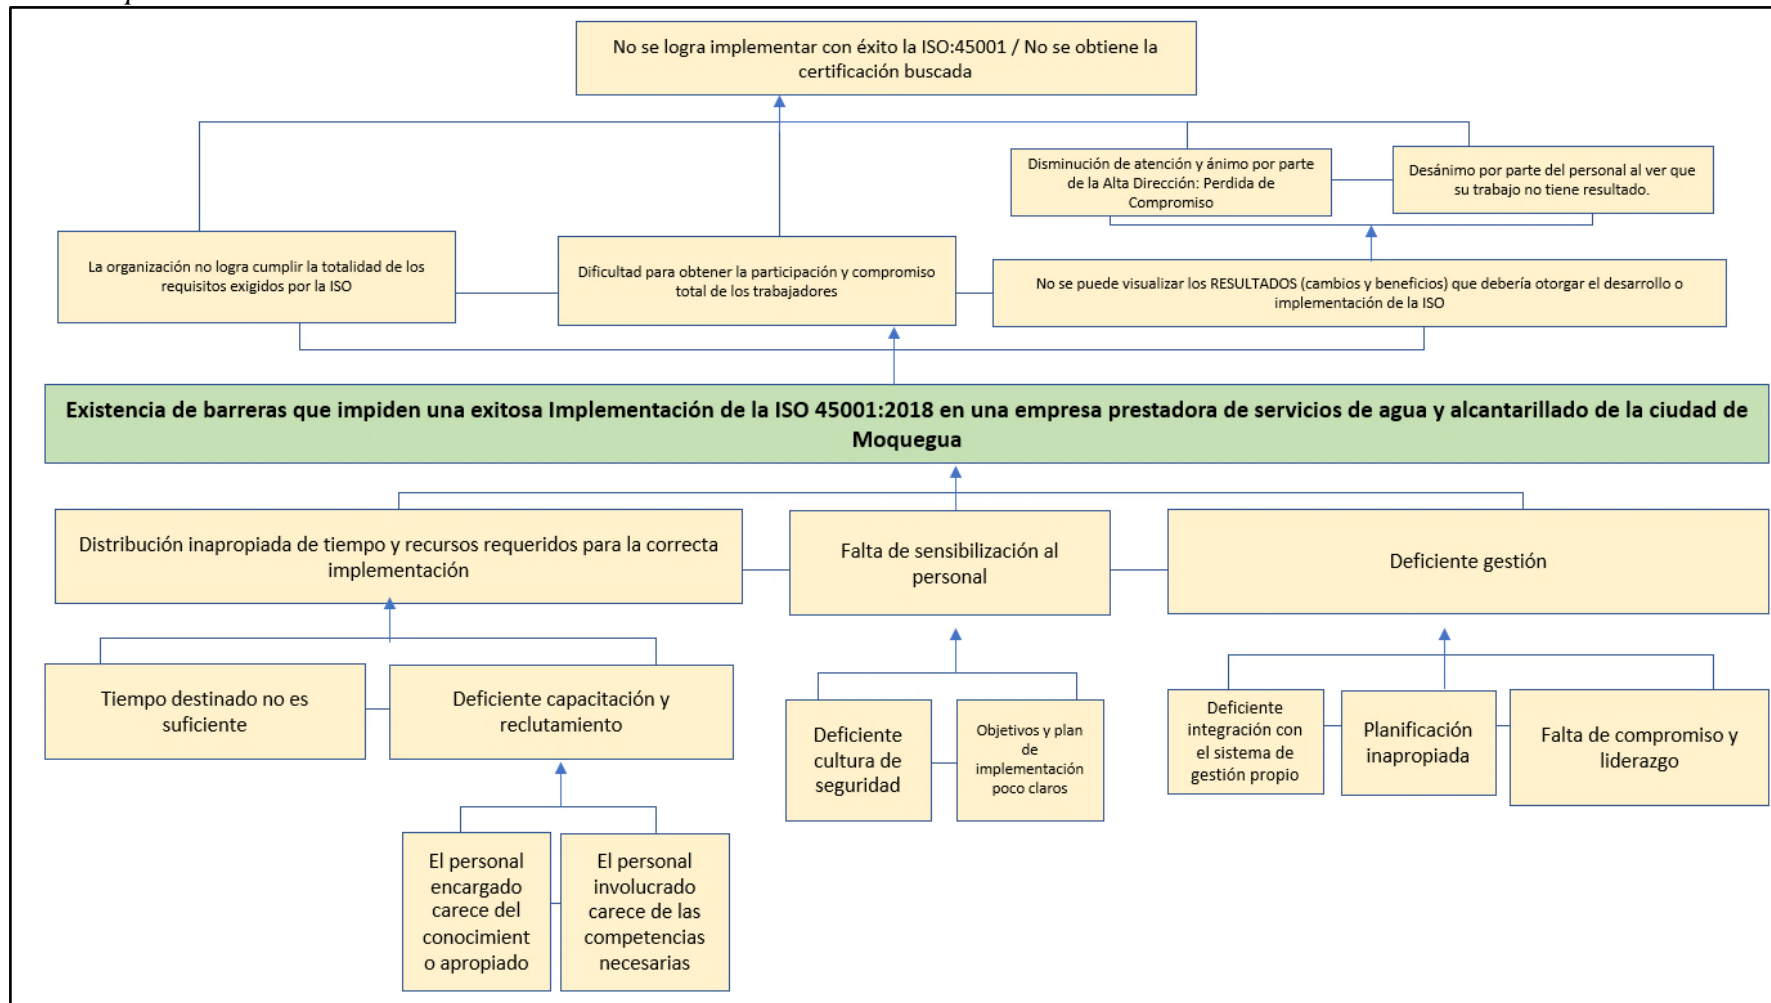 No se logra implementar con éxito la ISO:45001 / No se obtiene la
certificación buscada
Disminución de atención y ánimo por parte
de la Alta Dirección: Perdida de
Compromiso
Desánimo por parte del personal al ver que
su trabajo no tiene resultado.
La organización no logra cumplir la totalidad de los
requisitos exigidos por la ISO
Dificultad para obtener la participación y compromiso
total de los trabajadores
No se puede visualizar los RESULTADOS (cambios y beneficios) que debería otorgar el desarrollo o
implementación de la ISO
Existencia de barreras que impiden una exitosa Implementación de la ISO 45001:2018 en una empresa prestadora de servicios de agua y alcantarillado de la ciudad de
Moquegua
Distribución inapropiada de tiempo y recursos requeridos para la correcta
implementación
Falta de sensibilización al
personal
Deficiente gestión
Tiempo destinado no es
suficiente
Deficiente capacitación y
reclutamiento
Deficiente
cultura de
seguridad
Objetivos y plan
de
implementación
poco claros
Deficiente
integración con
el sistema de
gestión propio
Planificación
inapropiada
Falta de compromiso y
liderazgo
El personal
encargado
carece del
conocimient
o apropiado
El personal
involucrado
carece de las
competencias
necesarias